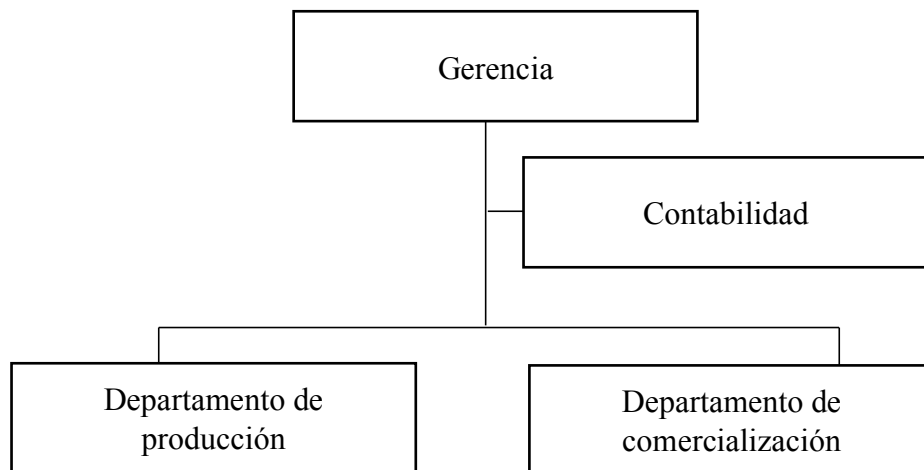 Gerencia
Contabilidad
Departamento de
producción
Departamento de
comercialización